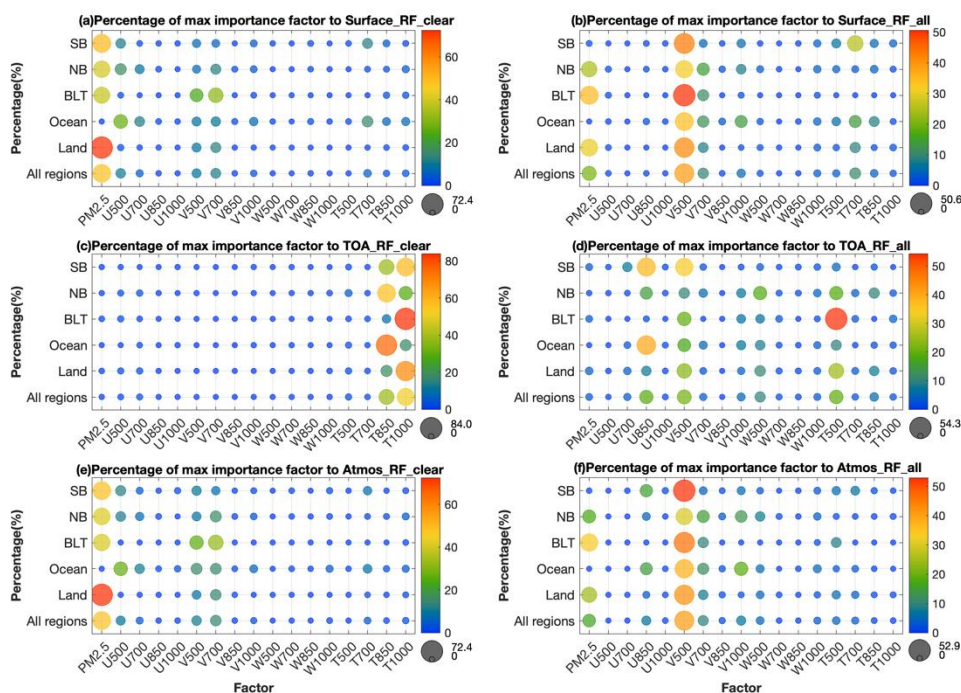 (a)Percentage of max importance factor to Surface_RF_clear
Percentage(%)
SB
NB
BLT
Ocean
Land
All regions
PM2.5 U500 U700 U850 U1000 V500 V700 V850 V1000 W500 W700 W850 W1000 T500 T700 T850 T1000
60
40
20
0
72.4
0
(b)Percentage of max importance factor to Surface_RF_all
Percentage(%)
SB
NB
BLT
Ocean
Land
All regions
PM2.5 U500 U700 U850 U1000 V500 V700 V850 V1000 W500 W700 W850 W1000 T500 T700 T850 T1000
50
40
30
20
10
0
50.6
0
(c)Percentage of max importance factor to TOA_RF_clear
Percentage(%)
SB
NB
BLT
Ocean
Land
All regions
PM2.5 U500 U700 U850 U1000 V500 V700 V850 V1000 W500 W700 W850 W1000 T500 T700 T850 T1000
80
60
40
20
0
84.0
0
(d)Percentage of max importance factor to TOA_RF_all
Percentage(%)
SB
NB
BLT
Ocean
Land
All regions
PM2.5 U500 U700 U850 U1000 V500 V700 V850 V1000 W500 W700 W850 W1000 T500 T700 T850 T1000
50
40
30
20
10
0
54.3
0
(e)Percentage of max importance factor to Atmos_RF_clear
Percentage(%)
SB
NB
BLT
Ocean
Land
All regions
PM2.5 U500 U700 U850 U1000 V500 V700 V850 V1000 W500 W700 W850 W1000 T500 T700 T850 T1000
Factor
60
40
20
0
72.4
0
(f)Percentage of max importance factor to Atmos_RF_all
Percentage(%)
SB
NB
BLT
Ocean
Land
All regions
PM2.5 U500 U700 U850 U1000 V500 V700 V850 V1000 W500 W700 W850 W1000 T500 T700 T850 T1000
Factor
50
40
30
20
10
0
52.9
0